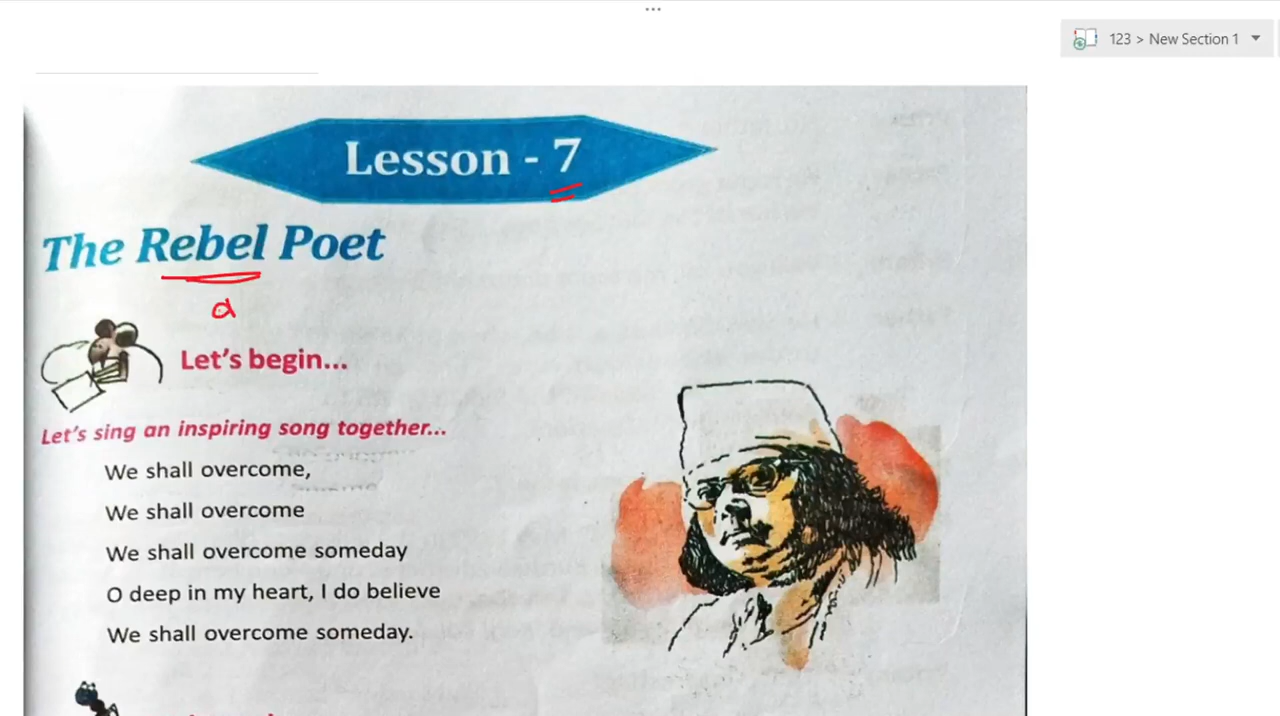 ...
123 > New Section 1
Lesson - 7
The Rebel Poet
a
Let's begin...
Let's sing an inspiring song together...
We shall overcome,
We shall overcome
We shall overcome someday
O deep in my heart, I do believe
We shall overcome someday.